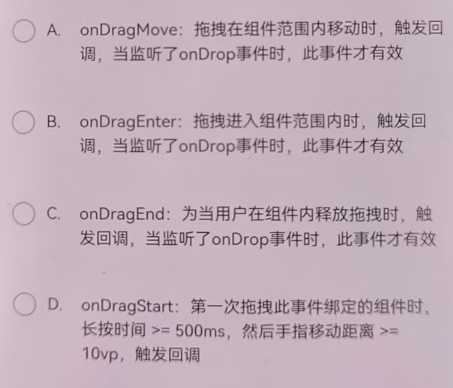 A. onDragMove：拖拽在组件范围内移动时，触发回
调，当监听了onDrop事件时，此事件才有效
B. onDragEnter：拖拽进入组件范围内时，触发回
调，当监听了onDrop事件时，此事件才有效
C. onDragEnd：为当用户在组件内释放拖拽时，触
发回调，当监听了onDrop事件时，此事件才有效
D. onDragStart：第一次拖拽此事件绑定的组件时、
长按时间 >= 500ms，然后手指移动距离 >=
10vp，触发回调